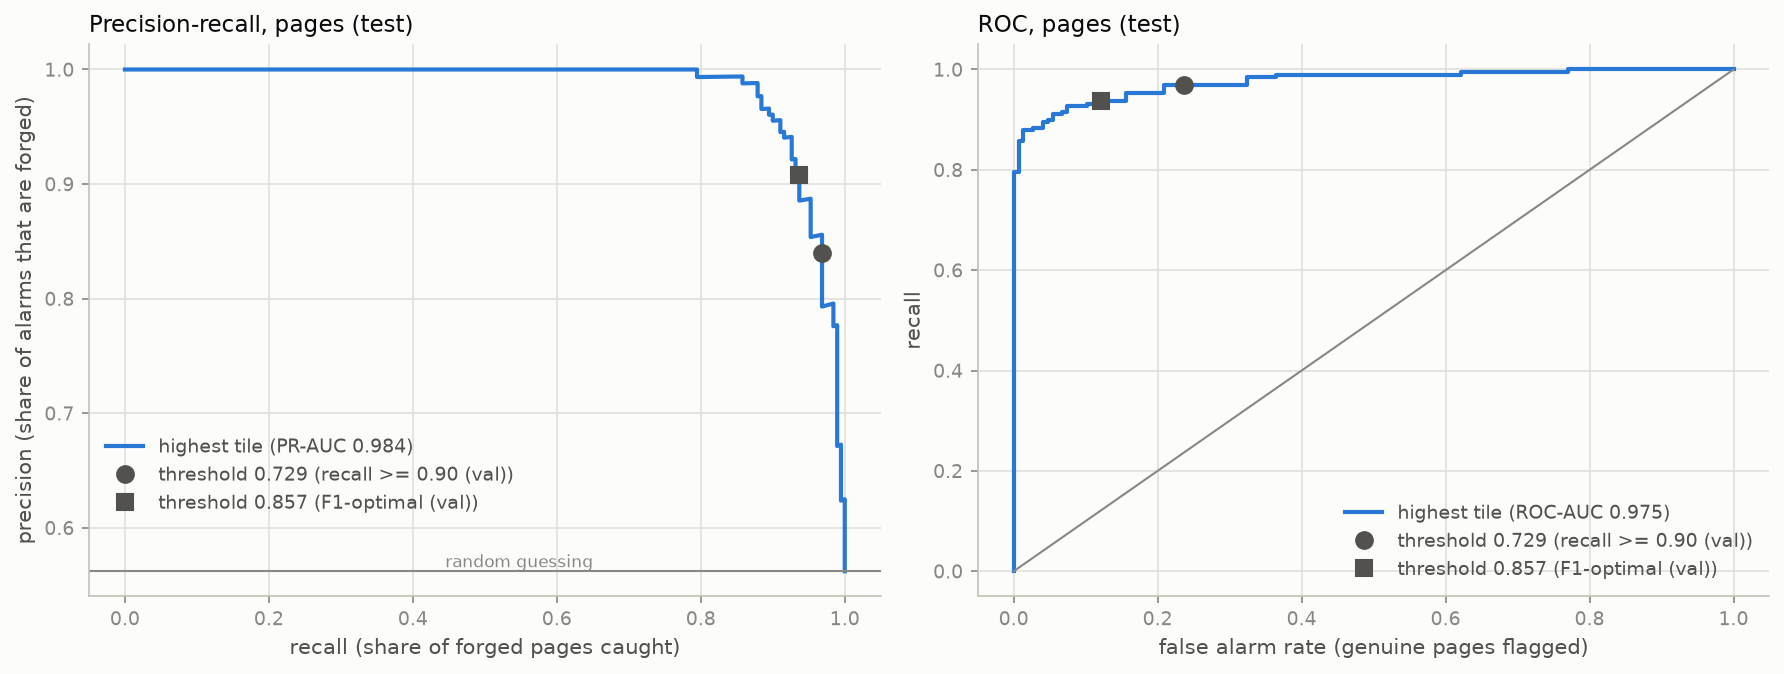 Precision-recall, pages (test)
precision (share of alarms that are forged)
1.0
0.9
0.8
0.7
0.6
highest tile (PR-AUC 0.984)
threshold 0.729 (recall >= 0.90 (val))
threshold 0.857 (F1-optimal (val))
random guessing
0.0 0.2 0.4 0.6 0.8 1.0
recall (share of forged pages caught)
ROC, pages (test)
recall
1.0
0.8
0.6
0.4
0.2
0.0
highest tile (ROC-AUC 0.975)
threshold 0.729 (recall >= 0.90 (val))
threshold 0.857 (F1-optimal (val))
0.0 0.2 0.4 0.6 0.8 1.0
false alarm rate (genuine pages flagged)